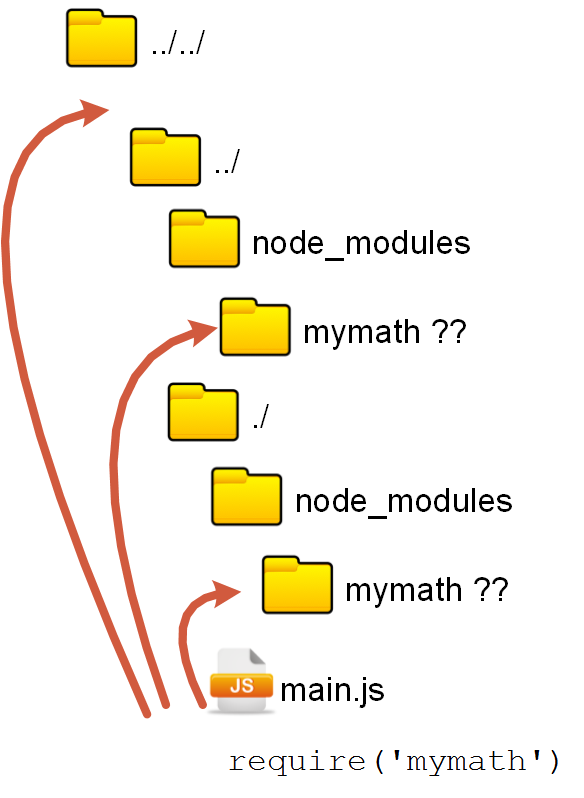 ../../
../
node_modules
mymath ??
./
node_modules
mymath ??
JS
main.js
require('mymath')